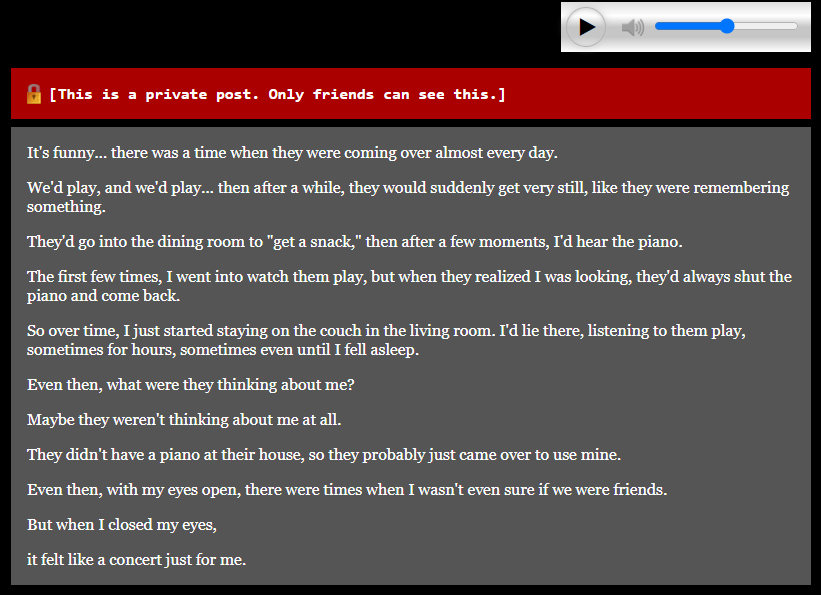 [This is a private post. Only friends can see this.]
It's funny... there was a time when they were coming over almost every day.
We'd play, and we'd play... then after a while, they would suddenly get very still, like they were remembering
something.
They'd go into the dining room to "get a snack," then after a few moments, I'd hear the piano.
The first few times, I went into watch them play, but when they realized I was looking, they'd always shut the
piano and come back.
So over time, I just started staying on the couch in the living room. I'd lie there, listening to them play,
sometimes for hours, sometimes even until I fell asleep.
Even then, what were they thinking about me?
Maybe they weren't thinking about me at all.
They didn't have a piano at their house, so they probably just came over to use mine.
Even then, with my eyes open, there were times when I wasn't even sure if we were friends.
But when I closed my eyes,
it felt like a concert just for me.